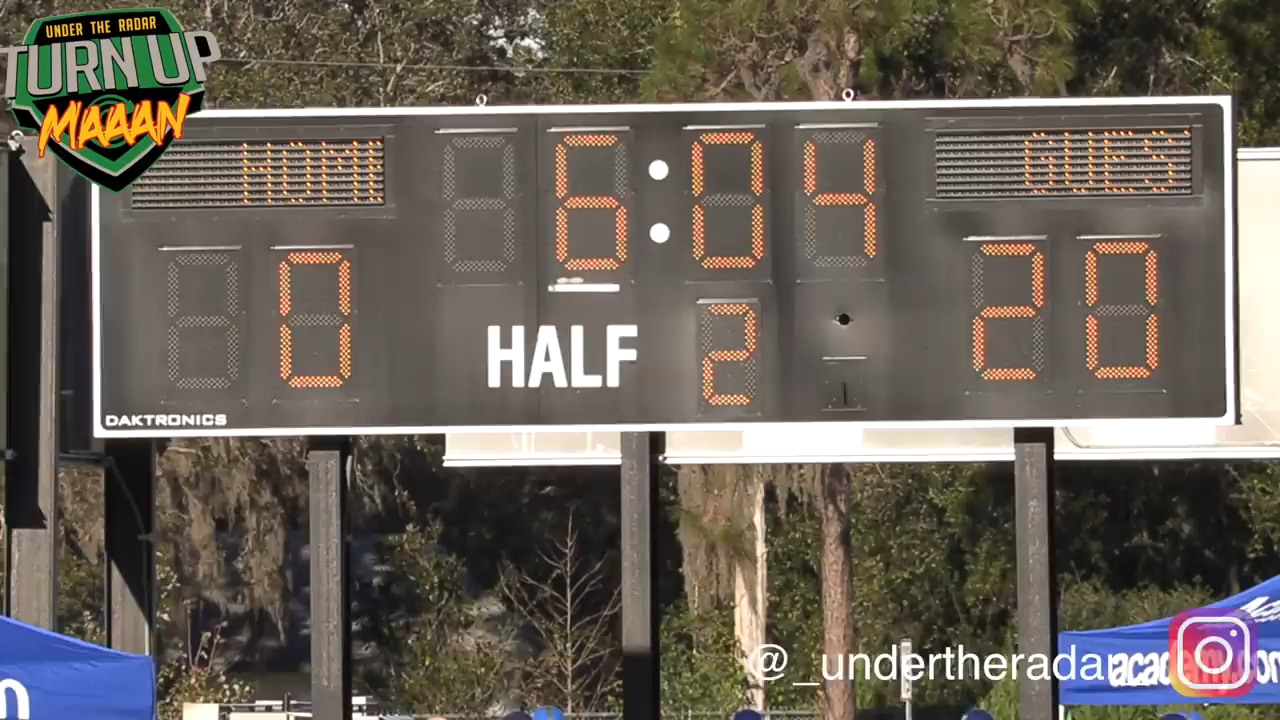 UNDER THE RADAR
TURN UP
MAAAN
HOME
GUES
6:04
0
20
HALF
2
DAKTRONICS
@_undertheradar